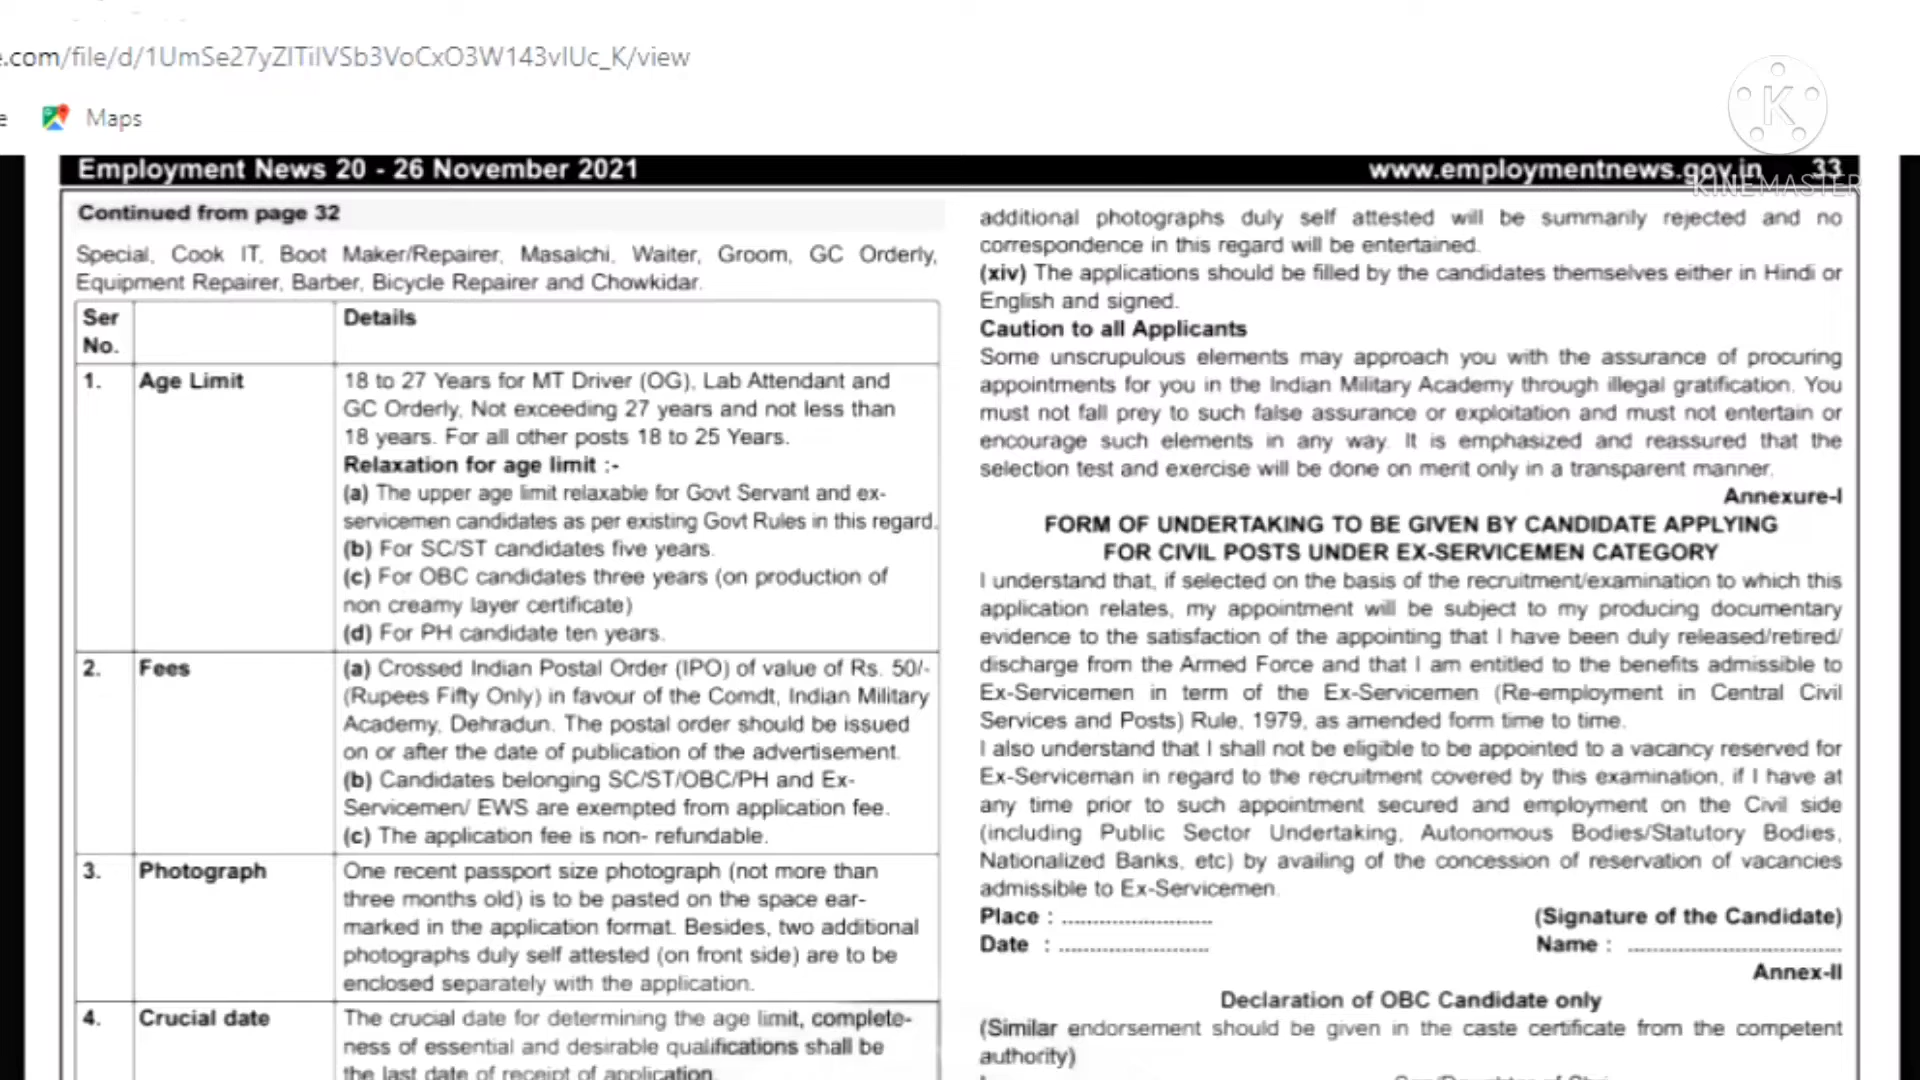 e.com/file/d/1UmSe27yZlTiIVSb3VoCxO3W143vlUc_K/view
e Maps
K
KINEMASTER
Employment News 20 - 26 November 2021 www.employmentnews.gov.in 33
Continued from page 32
Special, Cook IT, Boot Maker/Repairer, Masalchi, Waiter, Groom, GC Orderly,
Equipment Repairer, Barber, Bicycle Repairer and Chowkidar.
Ser No. Details
1. Age Limit 18 to 27 Years for MT Driver (OG), Lab Attendant and
GC Orderly. Not exceeding 27 years and not less than
18 years. For all other posts 18 to 25 Years.
Relaxation for age limit :-
(a) The upper age limit relaxable for Govt Servant and ex-
servicemen candidates as per existing Govt Rules in this regard.
(b) For SC/ST candidates five years.
(c) For OBC candidates three years (on production of
non creamy layer certificate)
(d) For PH candidate ten years.
2. Fees (a) Crossed Indian Postal Order (IPO) of value of Rs. 50/-
(Rupees Fifty Only) in favour of the Comdt, Indian Military
Academy, Dehradun. The postal order should be issued
on or after the date of publication of the advertisement.
(b) Candidates belonging SC/ST/OBC/PH and Ex-
Servicemen/ EWS are exempted from application fee.
(c) The application fee is non- refundable.
3. Photograph One recent passport size photograph (not more than
three months old) is to be pasted on the space ear-
marked in the application format. Besides, two additional
photographs duly self attested (on front side) are to be
enclosed separately with the application.
4. Crucial date The crucial date for determining the age limit, complete-
ness of essential and desirable qualifications shall be
the last date of receipt of application.
additional photographs duly self attested will be summarily rejected and no
correspondence in this regard will be entertained.
(xiv) The applications should be filled by the candidates themselves either in Hindi or
English and signed.
Caution to all Applicants
Some unscrupulous elements may approach you with the assurance of procuring
appointments for you in the Indian Military Academy through illegal gratification. You
must not fall prey to such false assurance or exploitation and must not entertain or
encourage such elements in any way. It is emphasized and reassured that the
selection test and exercise will be done on merit only in a transparent manner.
Annexure-I
FORM OF UNDERTAKING TO BE GIVEN BY CANDIDATE APPLYING
FOR CIVIL POSTS UNDER EX-SERVICEMEN CATEGORY
I understand that, if selected on the basis of the recruitment/examination to which this
application relates, my appointment will be subject to my producing documentary
evidence to the satisfaction of the appointing that I have been duly released/retired/
discharge from the Armed Force and that I am entitled to the benefits admissible to
Ex-Servicemen in term of the Ex-Servicemen (Re-employment in Central Civil
Services and Posts) Rule, 1979, as amended form time to time.
I also understand that I shall not be eligible to be appointed to a vacancy reserved for
Ex-Serviceman in regard to the recruitment covered by this examination, if I have at
any time prior to such appointment secured and employment on the Civil side
(including Public Sector Undertaking, Autonomous Bodies/Statutory Bodies,
Nationalized Banks, etc) by availing of the concession of reservation of vacancies
admissible to Ex-Servicemen.
Place : ........................ (Signature of the Candidate)
Date : ........................ Name : ..................................
Annex-II
Declaration of OBC Candidate only
(Similar endorsement should be given in the caste certificate from the competent
authority)